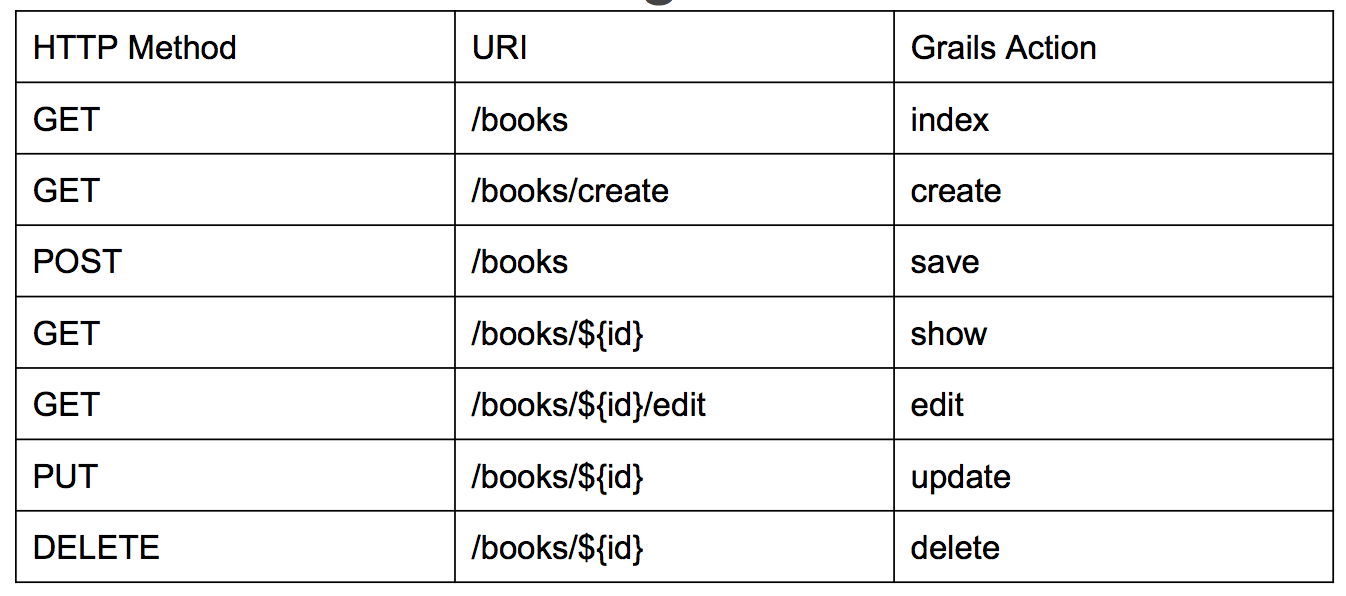 HTTP Method URI Grails Action
GET /books index
GET /books/create create
POST /books save
GET /books/${id} show
GET /books/${id}/edit edit
PUT /books/${id} update
DELETE /books/${id} delete